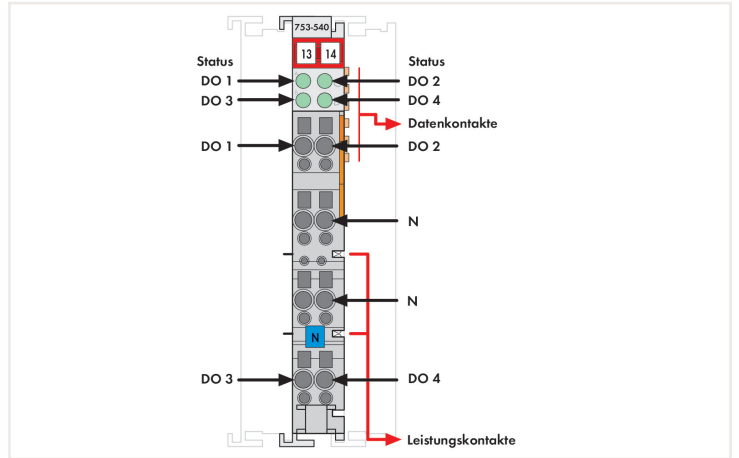 753-540
13 14
Status Status
DO 1 DO 2
DO 3 DO 4
Datenkontakte
DO 1 DO 2
N
N
N
DO 3 DO 4
Leistungskontakte